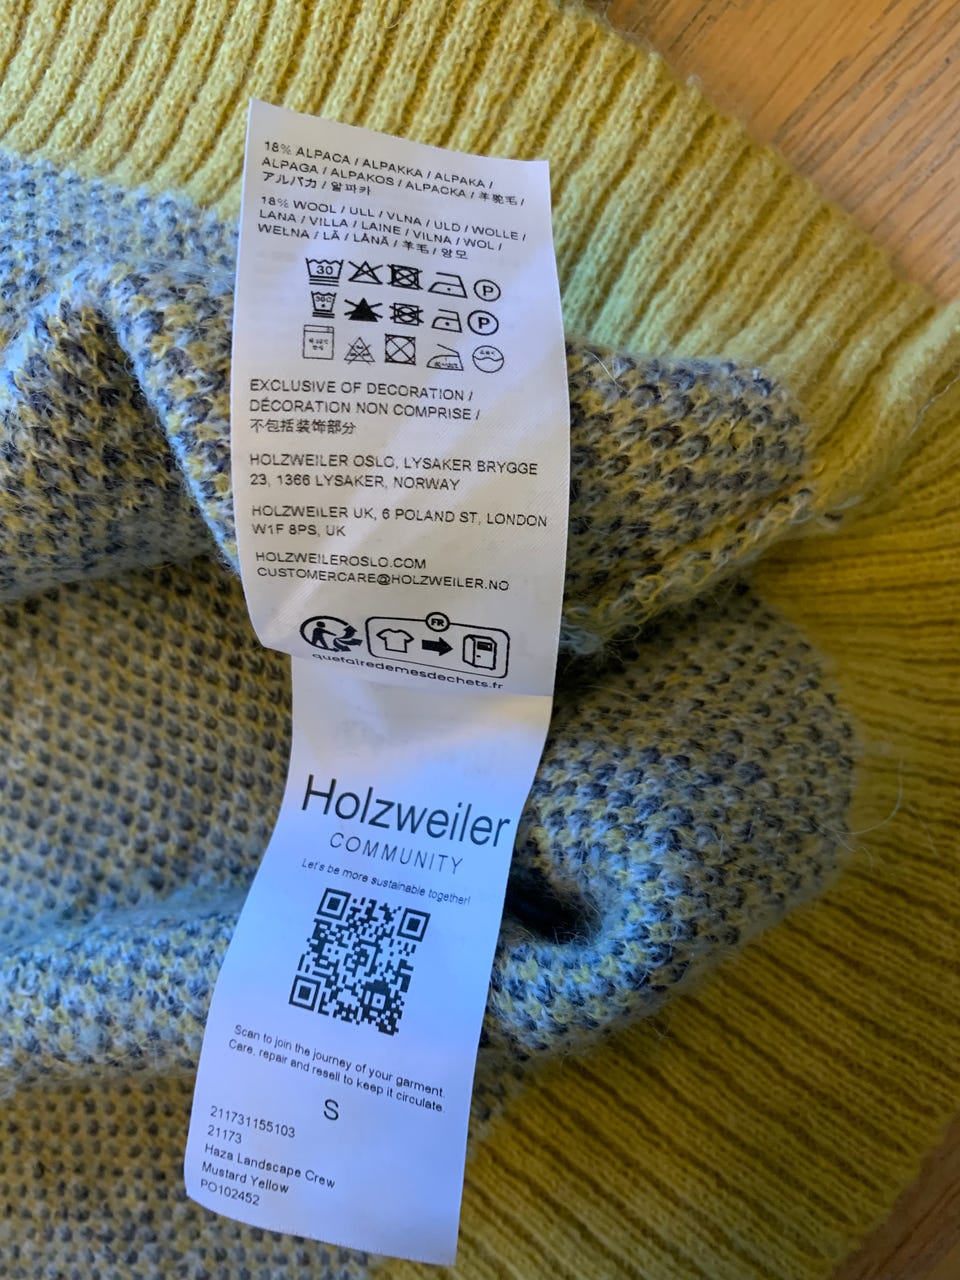 18% ALPACA / ALPAKKA / ALPAKA /
ALPAGA / ALPAKOS / ALPACKA / 羊驼毛 /
アルパカ / 알파카
18% WOOL / ULL / VLNA / ULD / WOLLE /
LANA / VILLA / LAINE / VILNA / WOL /
WELNA / LÃ / LÂNĂ / 羊毛 / 양모
30 P
P
EXCLUSIVE OF DECORATION /
DÉCORATION NON COMPRISE /
不包括装饰部分
HOLZWEILER OSLO, LYSAKER BRYGGE
23, 1366 LYSAKER, NORWAY
HOLZWEILER UK, 6 POLAND ST, LONDON
W1F 8PS, UK
HOLZWEILEROSLO.COM
CUSTOMERCARE@HOLZWEILER.NO
FR
quefairedemesdechets.fr
Holzweiler
COMMUNITY
Let's be more sustainable together!
Scan to join the journey of your garment.
Care, repair and resell to keep it circulate.
S
211731155103
21173
Haza Landscape Crew
Mustard Yellow
PO102452